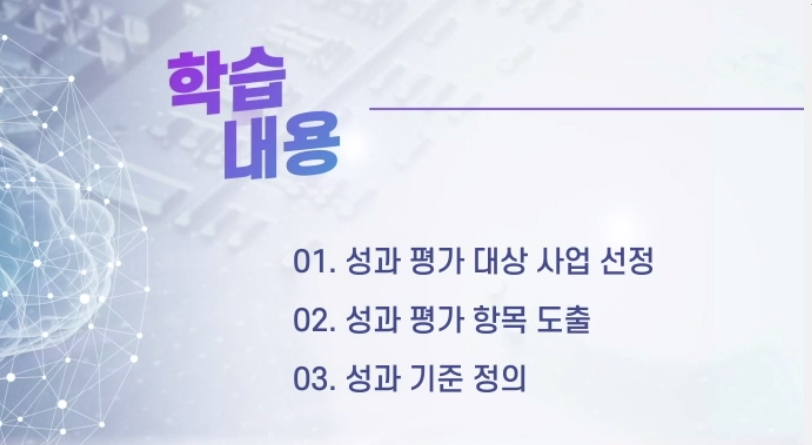 학습
내용
01. 성과 평가 대상 사업 선정
02. 성과 평가 항목 도출
03. 성과 기준 정의